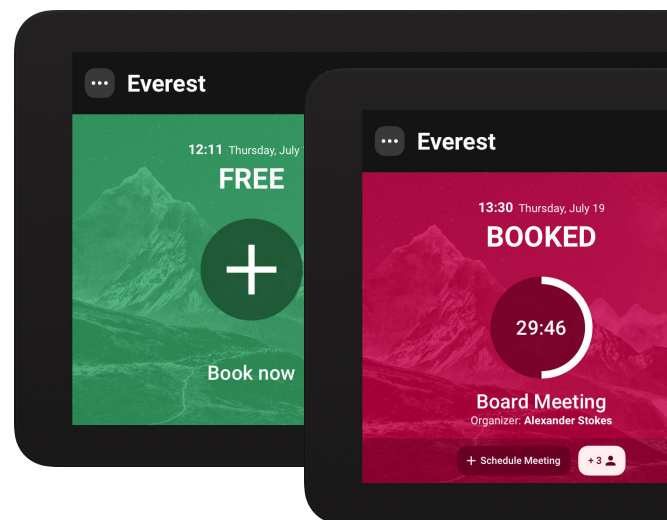 Everest
12:11 Thursday, July
FREE
Book now
Everest
13:30 Thursday, July 19
BOOKED
29:46
Board Meeting
Organizer: Alexander Stokes
+ Schedule Meeting
+ 3